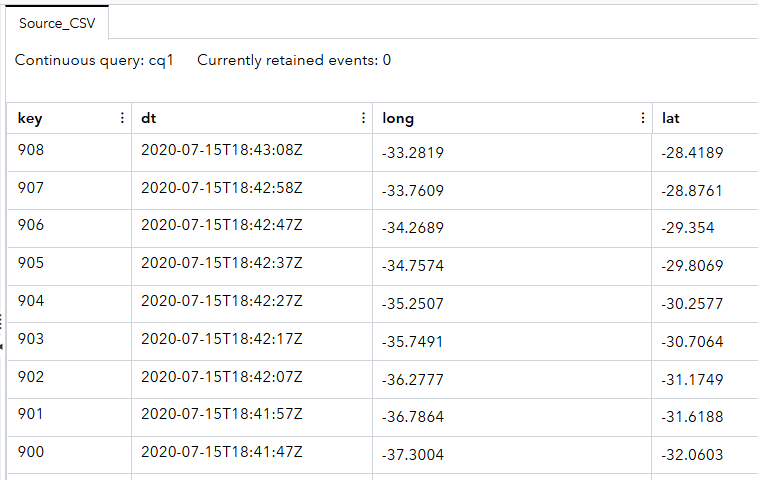 Source_CSV
Continuous query: cq1 Currently retained events: 0
key dt long lat
908 2020-07-15T18:43:08Z -33.2819 -28.4189
907 2020-07-15T18:42:58Z -33.7609 -28.8761
906 2020-07-15T18:42:47Z -34.2689 -29.354
905 2020-07-15T18:42:37Z -34.7574 -29.8069
904 2020-07-15T18:42:27Z -35.2507 -30.2577
903 2020-07-15T18:42:17Z -35.7491 -30.7064
902 2020-07-15T18:42:07Z -36.2777 -31.1749
901 2020-07-15T18:41:57Z -36.7864 -31.6188
900 2020-07-15T18:41:47Z -37.3004 -32.0603